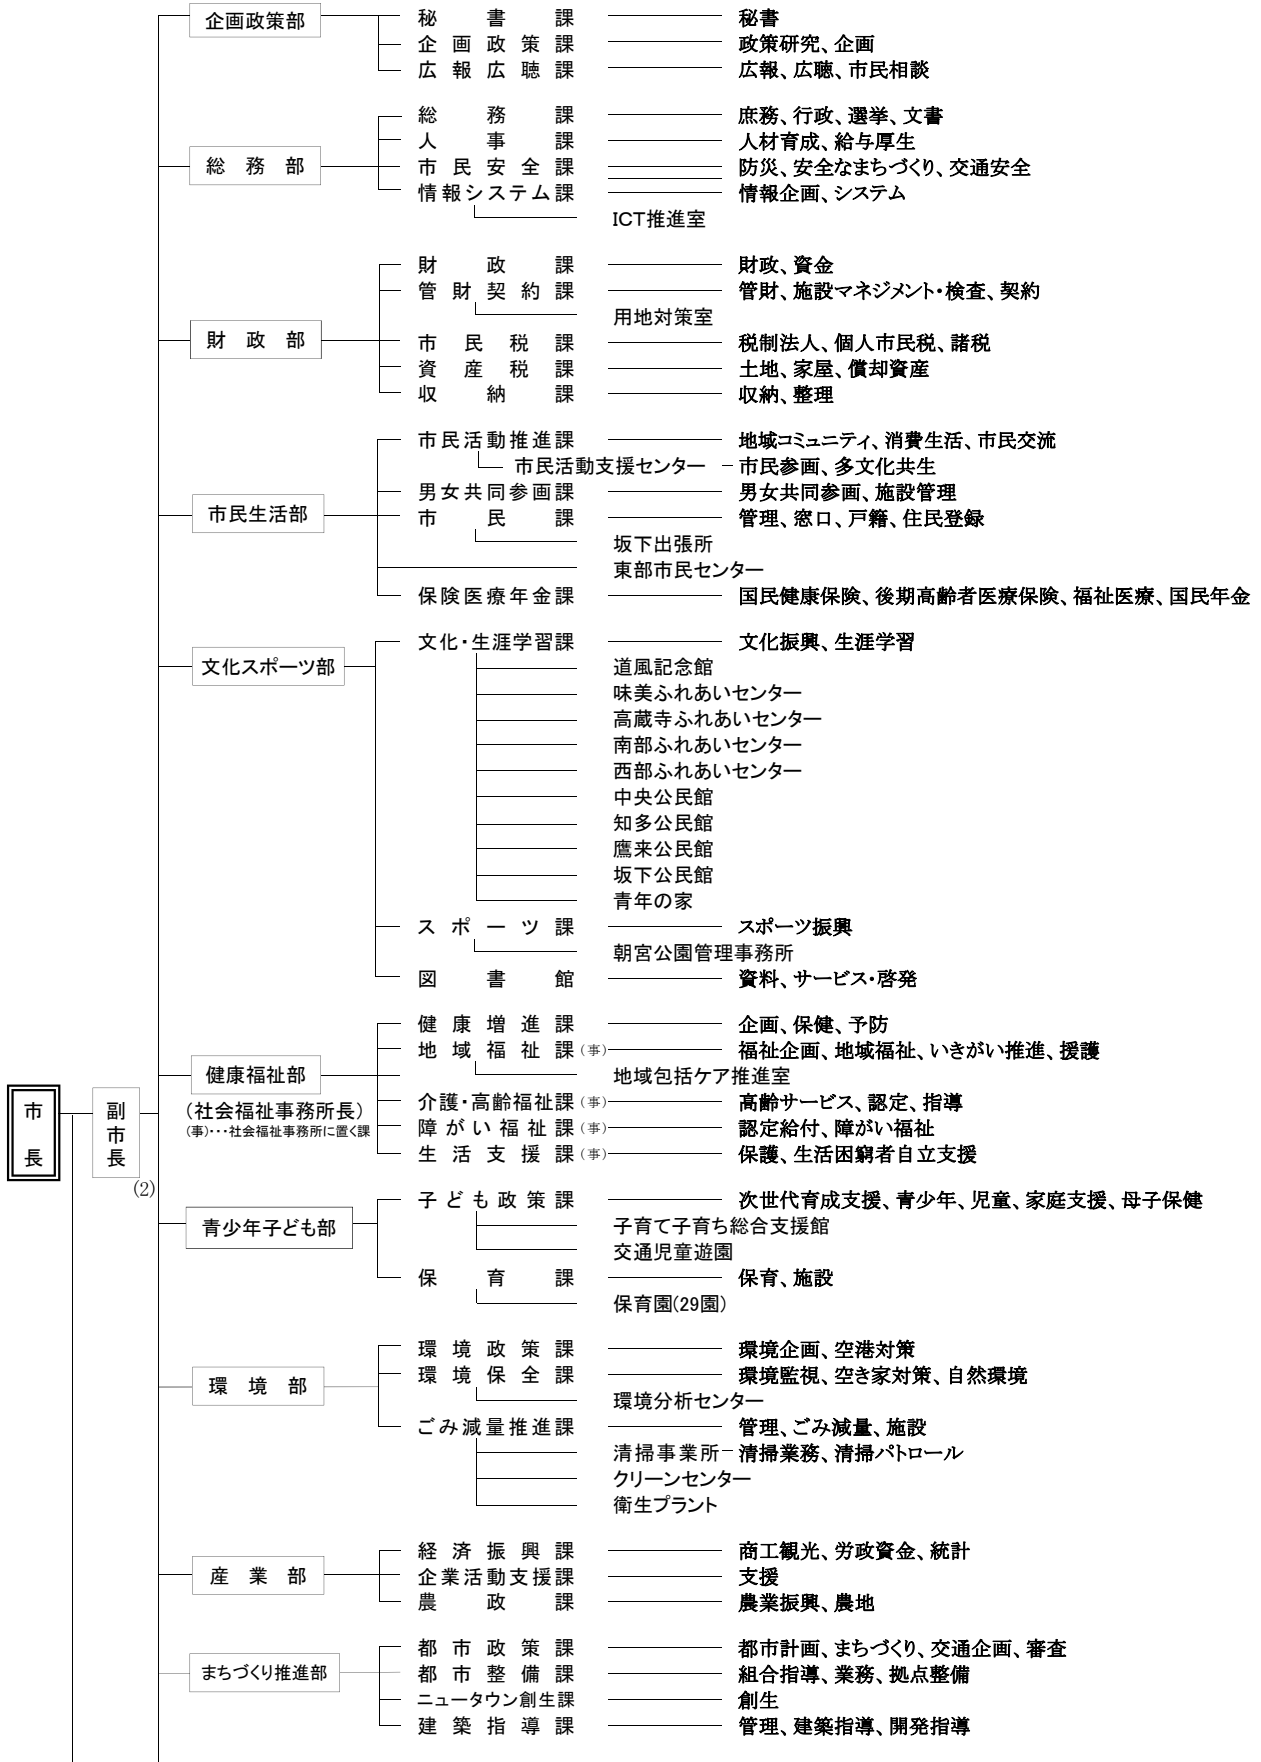 企画政策部 秘書課 秘書
企画政策課 政策研究、企画
広報広聴課 広報、広聴、市民相談
総務課 庶務、行政、選挙、文書
人事課 人材育成、給与厚生
総務部 市民安全課 防災、安全なまちづくり、交通安全
情報システム課 情報企画、システム
ICT推進室
財政課 財政、資金
管財契約課 管財、施設マネジメント・検査、契約
用地対策室
財政部 市民税課 税制法人、個人市民税、諸税
資産税課 土地、家屋、償却資産
収納課 収納、整理
市民活動推進課 地域コミュニティ、消費生活、市民交流
市民活動支援センター 市民参画、多文化共生
男女共同参画課 男女共同参画、施設管理
市民生活部 市民課 管理、窓口、戸籍、住民登録
坂下出張所
東部市民センター
保険医療年金課 国民健康保険、後期高齢者医療保険、福祉医療、国民年金
文化・生涯学習課 文化振興、生涯学習
文化スポーツ部 道風記念館
味美ふれあいセンター
高蔵寺ふれあいセンター
南部ふれあいセンター
西部ふれあいセンター
中央公民館
知多公民館
鷹来公民館
坂下公民館
青年の家
スポーツ課 スポーツ振興
朝宮公園管理事務所
図書館 資料、サービス・啓発
健康増進課 企画、保健、予防
地域福祉課(事) 福祉企画、地域福祉、いきがい推進、援護
健康福祉部 地域包括ケア推進室
(社会福祉事務所長) 介護・高齢福祉課(事) 高齢サービス、認定、指導
(事)・・・社会福祉事務所に置く課 障がい福祉課(事) 認定給付、障がい福祉
生活支援課(事) 保護、生活困窮者自立支援
市長 副市長
(2)
子ども政策課 次世代育成支援、青少年、児童、家庭支援、母子保健
青少年子ども部 子育て子育ち総合支援館
交通児童遊園
保育課 保育、施設
保育園(29園)
環境政策課 環境企画、空港対策
環境部 環境保全課 環境監視、空き家対策、自然環境
環境分析センター
ごみ減量推進課 管理、ごみ減量、施設
清掃事業所 清掃業務、清掃パトロール
クリーンセンター
衛生プラント
経済振興課 商工観光、労政資金、統計
産業部 企業活動支援課 支援
農政課 農業振興、農地
都市政策課 都市計画、まちづくり、交通企画、審査
まちづくり推進部 都市整備課 組合指導、業務、拠点整備
ニュータウン創生課 創生
建築指導課 管理、建築指導、開発指導